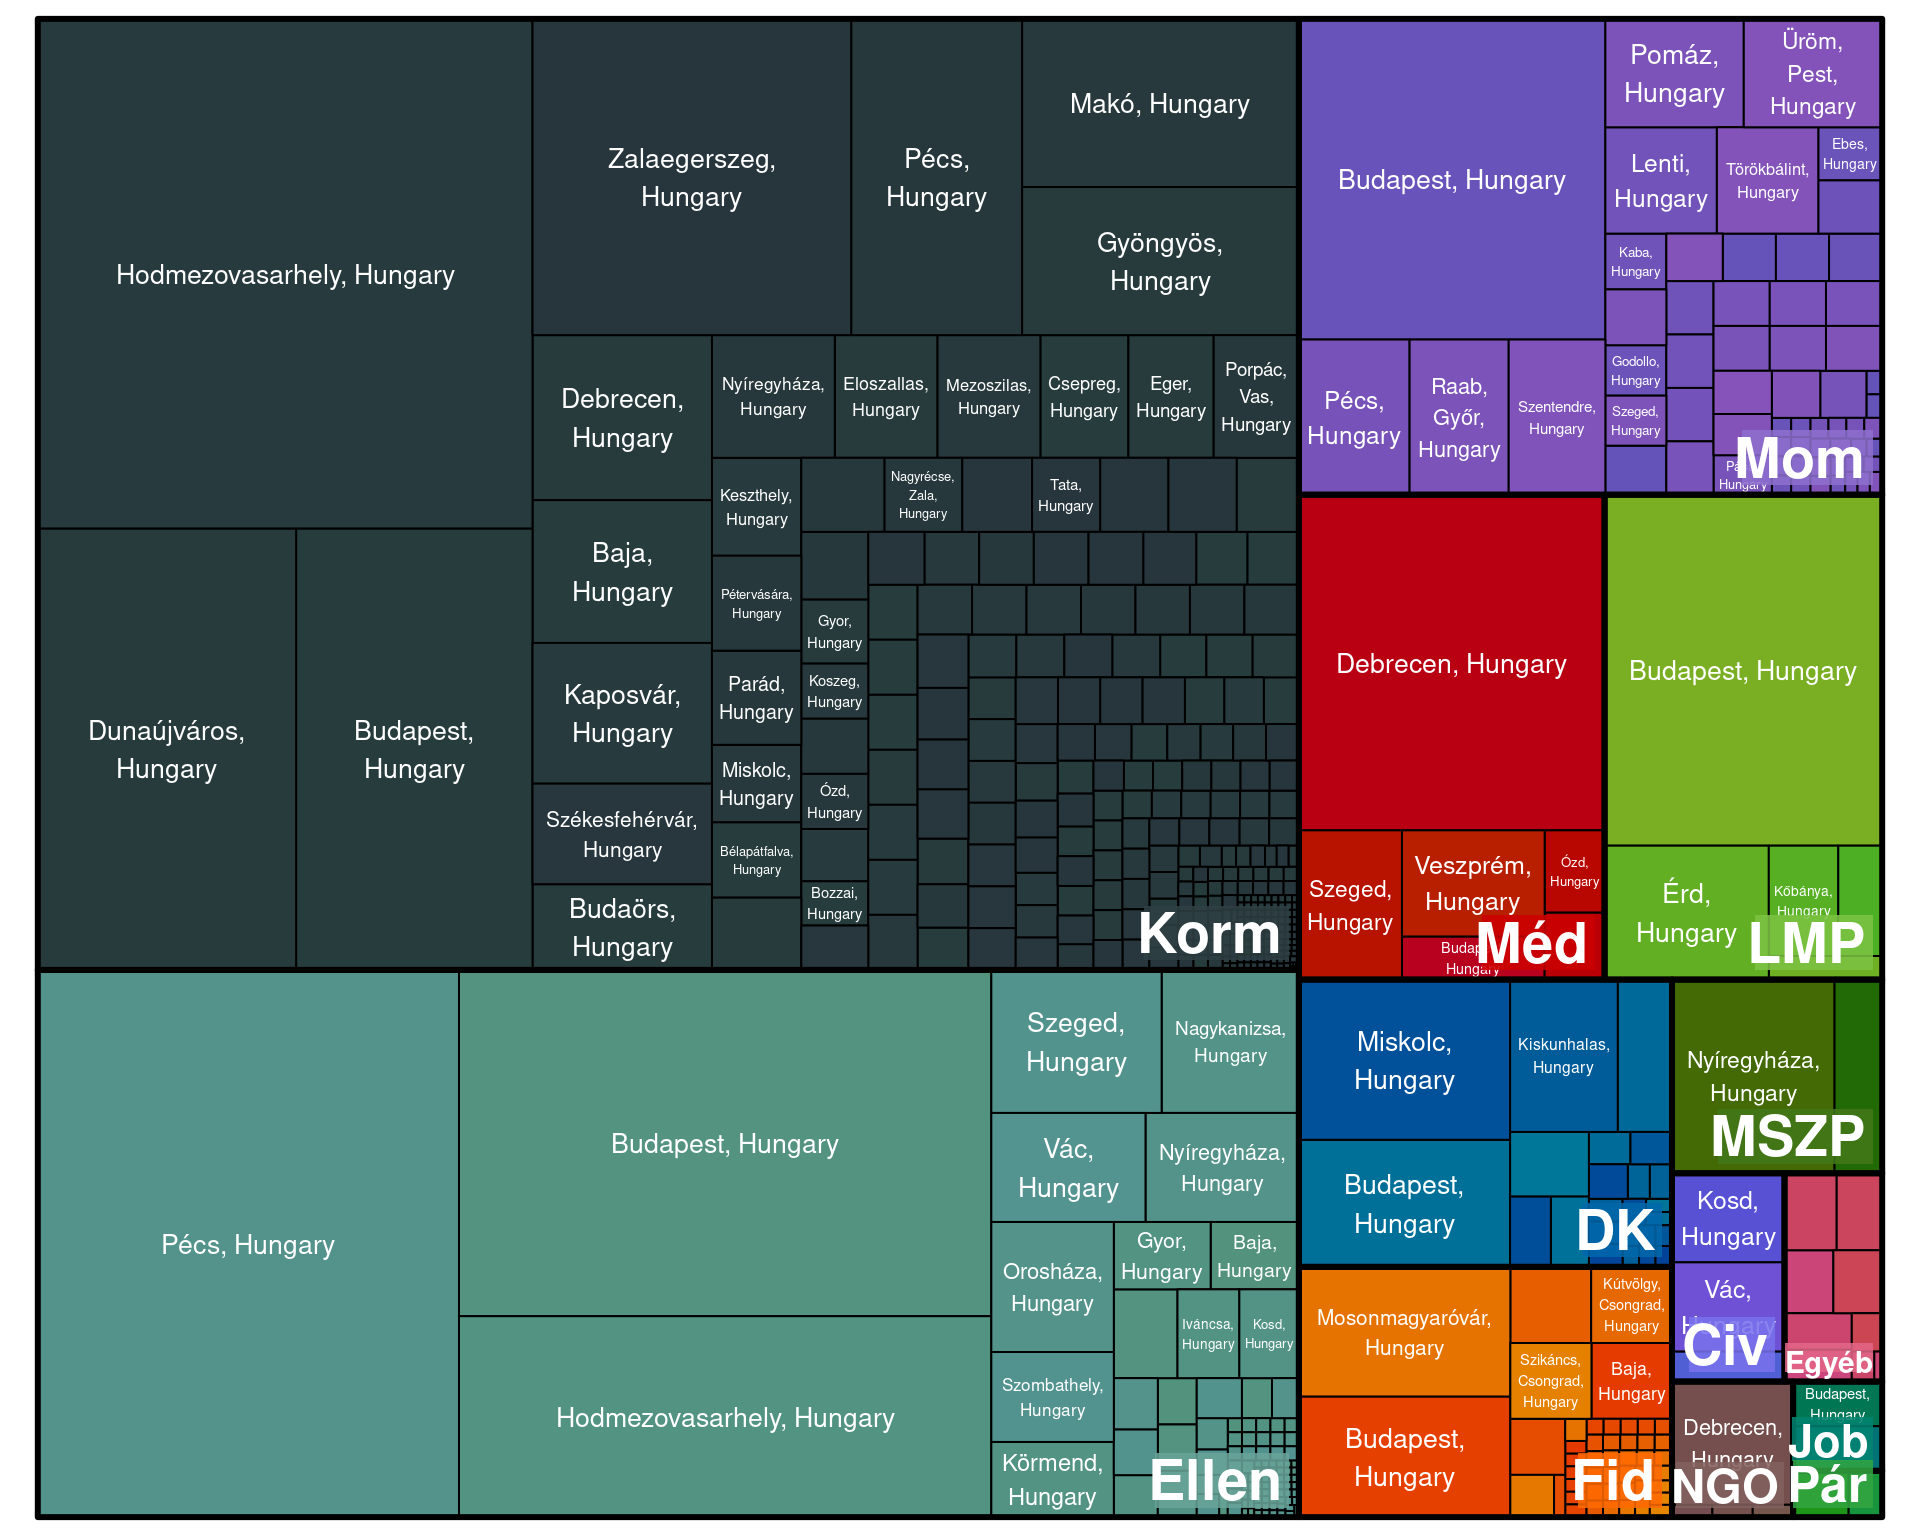 Hodmezovasarhely, Hungary
Zalaegerszeg,
Hungary
Pécs,
Hungary
Makó, Hungary
Gyöngyös,
Hungary
Dunaújváros,
Hungary
Budapest,
Hungary
Debrecen,
Hungary
Baja,
Hungary
Kaposvár,
Hungary
Székesfehérvár,
Hungary
Budaörs,
Hungary
Nyíregyháza,
Hungary
Eloszallas,
Hungary
Mezoszilas,
Hungary
Csepreg,
Hungary
Eger,
Hungary
Porpác,
Vas,
Hungary
Keszthely,
Hungary
Nagyrécse,
Zala,
Hungary
Tata,
Hungary
Pétervására,
Hungary
Gyor,
Hungary
Parád,
Hungary
Koszeg,
Hungary
Miskolc,
Hungary
Ózd,
Hungary
Bélapátfalva,
Hungary
Bozzai,
Hungary
Korm
Budapest, Hungary
Pomáz,
Hungary
Üröm,
Pest,
Hungary
Lenti,
Hungary
Törökbálint,
Hungary
Ebes,
Hungary
Kaba,
Hungary
Pécs,
Hungary
Raab,
Győr,
Hungary
Szentendre,
Hungary
Godollo,
Hungary
Szeged,
Hungary
Hungary
Mom
Debrecen, Hungary
Szeged,
Hungary
Veszprém,
Hungary
Ózd,
Hungary
Budapest,
Hungary
Méd
Budapest, Hungary
Érd,
Hungary
Kőbánya,
Hungary
LMP
Pécs, Hungary
Budapest, Hungary
Hodmezovasarhely, Hungary
Szeged,
Hungary
Nagykanizsa,
Hungary
Vác,
Hungary
Nyíregyháza,
Hungary
Orosháza,
Hungary
Gyor,
Hungary
Baja,
Hungary
Iváncsa,
Hungary
Kosd,
Hungary
Szombathely,
Hungary
Körmend,
Hungary
Ellen
Miskolc,
Hungary
Kiskunhalas,
Hungary
Budapest,
Hungary
DK
Nyíregyháza,
Hungary
MSZP
Kosd,
Hungary
Vác,
Hungary
Civ
Egyéb
Mosonmagyaróvár,
Hungary
Kútvölgy,
Csongrad,
Hungary
Szikáncs,
Csongrad,
Hungary
Baja,
Hungary
Budapest,
Hungary
Fid
Debrecen,
Hungary
NGO
Budapest,
Hungary
Job
Pár